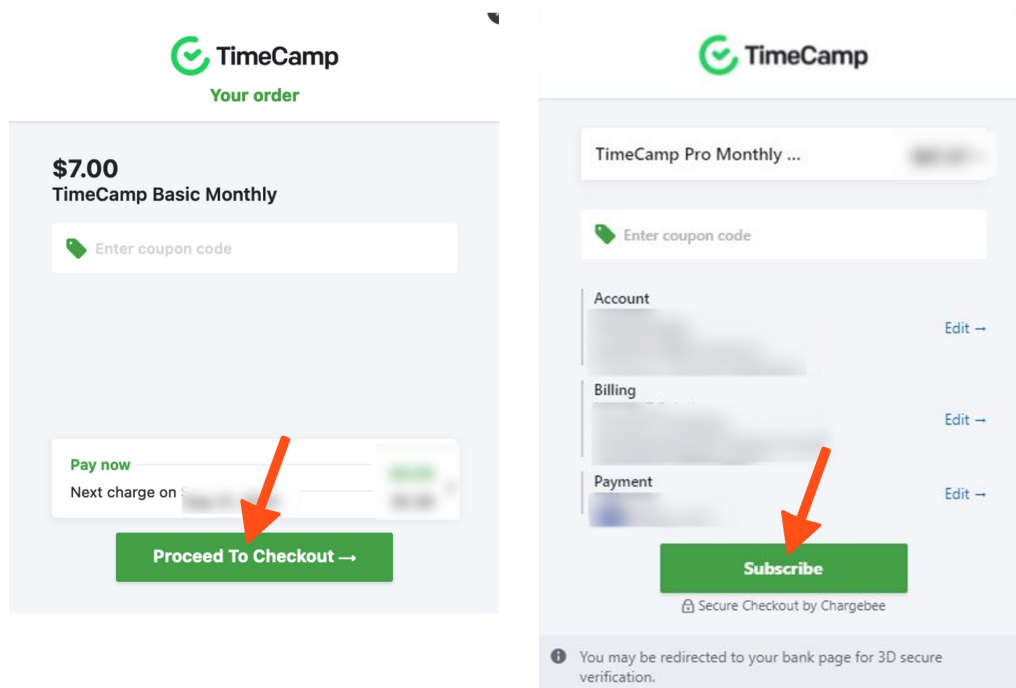 TimeCamp
Your order
$7.00
TimeCamp Basic Monthly
Enter coupon code
Pay now
Next charge on
Proceed To Checkout →
TimeCamp
TimeCamp Pro Monthly ...
Enter coupon code
Account
Edit →
Billing
Edit →
Payment
Edit →
Subscribe
Secure Checkout by Chargebee
You may be redirected to your bank page for 3D secure
verification.